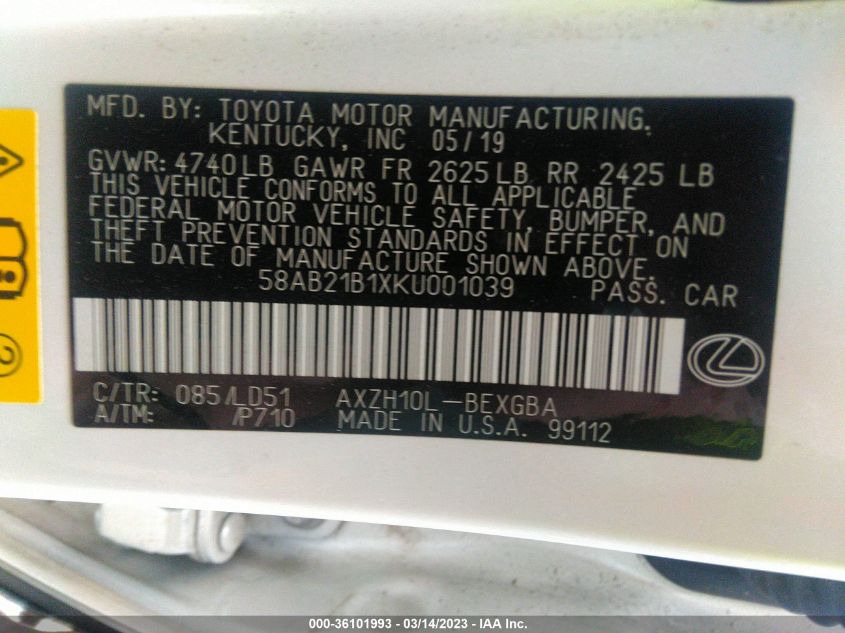 MFD. BY: TOYOTA MOTOR MANUFACTURING,
KENTUCKY, INC 05/19
GVWR: 4740LB GAWR FR 2625LB RR 2425 LB
THIS VEHICLE CONFORMS TO ALL APPLICABLE
FEDERAL MOTOR VEHICLE SAFETY, BUMPER, AND
THEFT PREVENTION STANDARDS IN EFFECT ON
THE DATE OF MANUFACTURE SHOWN ABOVE.
58AB21B1XKU001039 PASS. CAR
C/TR: 085/LD51 AXZH10L-BEXGBA
A/TM: /P710 MADE IN U.S.A. 99112
2
000-36101993 - 03/14/2023 - IAA Inc.